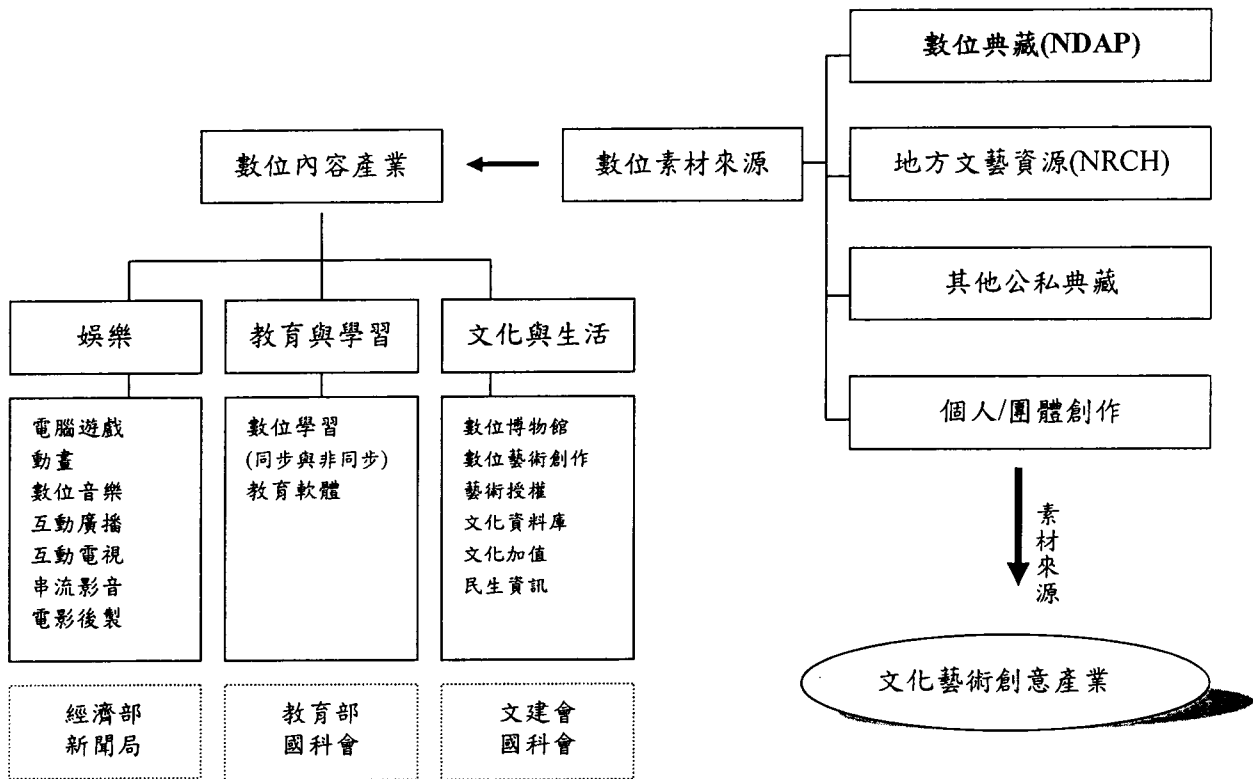 數位典藏(NDAP)
數位內容產業
數位素材來源
地方文藝資源(NRCH)
其他公私典藏
個人/團體創作
娛樂
教育與學習
文化與生活
電腦遊戲
動畫
數位音樂
互動廣播
互動電視
串流影音
電影後製
數位學習
(同步與非同步)
教育軟體
數位博物館
數位藝術創作
藝術授權
文化資料庫
文化加值
民生資訊
素材來源
文化藝術創意產業
經濟部
新聞局
教育部
國科會
文建會
國科會